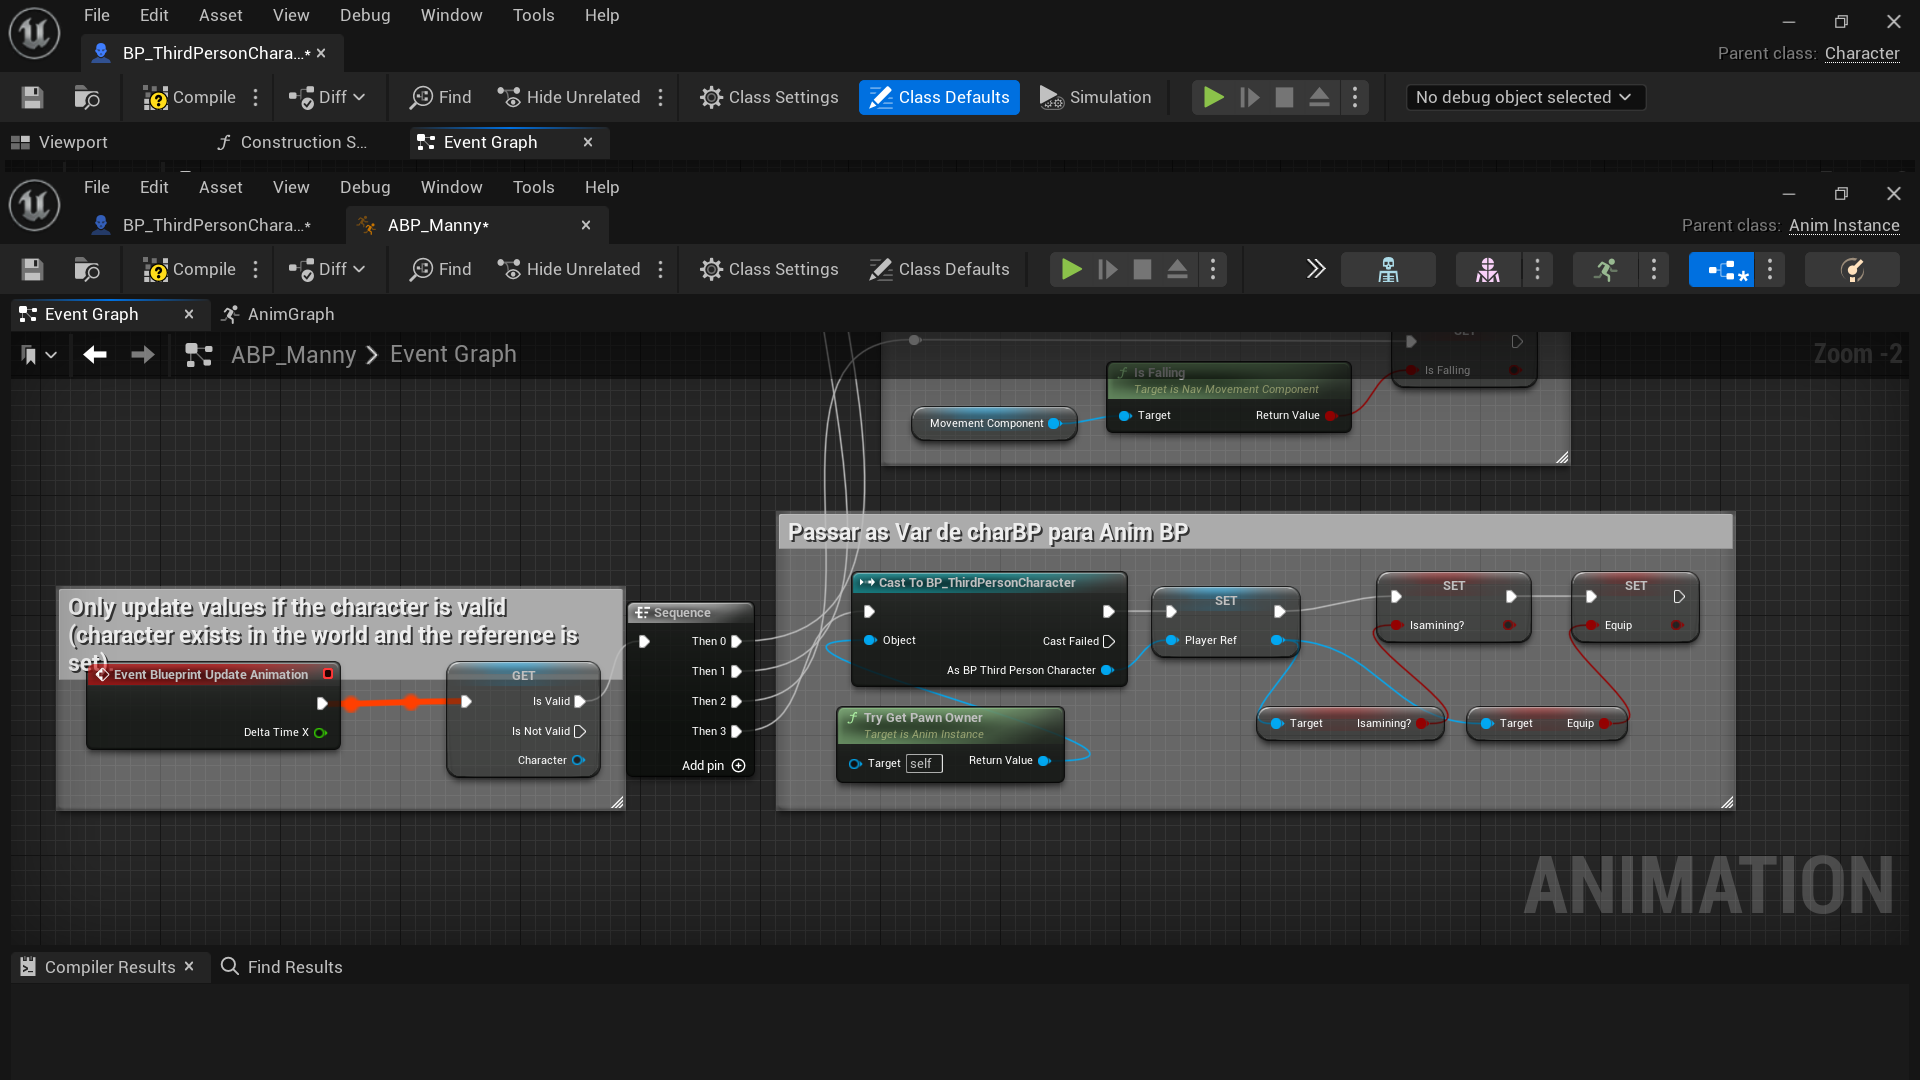 File Edit Asset View Debug Window Tools Help
BP_ThirdPersonChara...*
Parent class: Character
Compile Diff Find Hide Unrelated Class Settings Class Defaults Simulation No debug object selected
Viewport Construction S... Event Graph
File Edit Asset View Debug Window Tools Help
BP_ThirdPersonChara...* ABP_Manny*
Parent class: Anim Instance
Compile Diff Find Hide Unrelated Class Settings Class Defaults
Event Graph AnimGraph
ABP_Manny > Event Graph
Zoom -2
SET
Is Falling
Is Falling
Target is Nav Movement Component
Target Return Value
Movement Component
Passar as Var de charBP para Anim BP
Cast To BP_ThirdPersonCharacter
Object
Cast Failed
As BP Third Person Character
SET
Player Ref
SET
Isamining?
SET
Equip
Target Isamining?
Target Equip
Try Get Pawn Owner
Target is Anim Instance
Target self Return Value
Only update values if the character is valid
(character exists in the world and the reference is
set)
Event Blueprint Update Animation
Delta Time X
GET
Is Valid
Is Not Valid
Character
Sequence
Then 0
Then 1
Then 2
Then 3
Add pin
ANIMATION
Compiler Results Find Results